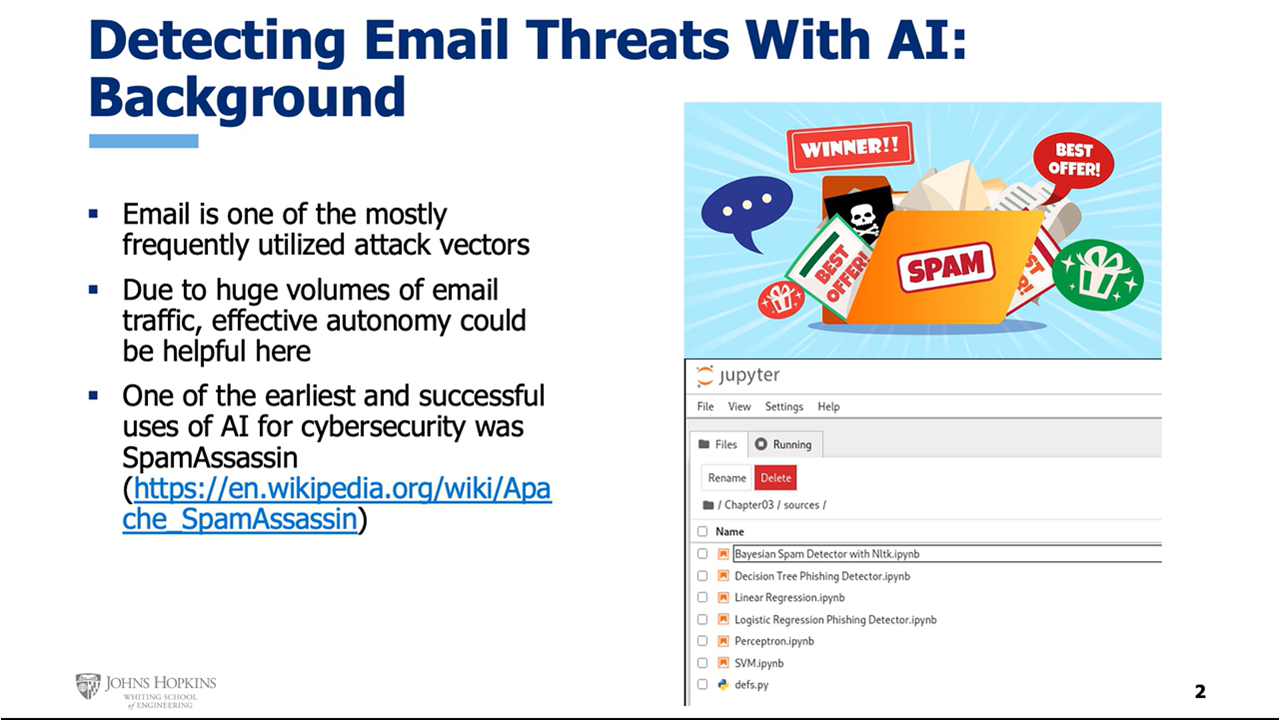 Detecting Email Threats With AI:
Background
▪ Email is one of the mostly
frequently utilized attack vectors
▪ Due to huge volumes of email
traffic, effective autonomy could
be helpful here
▪ One of the earliest and successful
uses of AI for cybersecurity was
SpamAssassin
(https://en.wikipedia.org/wiki/Apa
che_SpamAssassin)
WINNER!!
BEST
OFFER!
BEST
OFFER!
SPAM
ST
ER!
jupyter
File View Settings Help
Files Running
Rename Delete
/ Chapter03 / sources /
Name
Bayesian Spam Detector with Nltk.ipynb
Decision Tree Phishing Detector.ipynb
Linear Regression.ipynb
Logistic Regression Phishing Detector.ipynb
Perceptron.ipynb
SVM.ipynb
defs.py
JOHNS HOPKINS
WHITING SCHOOL
of ENGINEERING
2